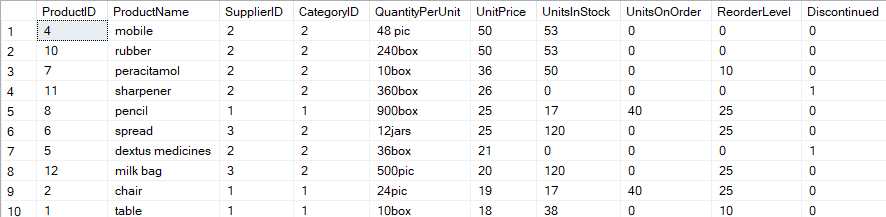 ProductID ProductName SupplierID CategoryID QuantityPerUnit UnitPrice UnitsInStock UnitsOnOrder ReorderLevel Discontinued
1 4 mobile 2 2 48 pic 50 53 0 0 0
2 10 rubber 2 2 240box 50 53 0 0 0
3 7 peracitamol 2 2 10box 36 50 0 10 0
4 11 sharpener 2 2 360box 26 0 0 0 1
5 8 pencil 1 1 900box 25 17 40 25 0
6 6 spread 3 2 12jars 25 120 0 25 0
7 5 dextus medicines 2 2 36box 21 0 0 0 1
8 12 milk bag 3 2 500pic 20 120 0 25 0
9 2 chair 1 1 24pic 19 17 40 25 0
10 1 table 1 1 10box 18 38 0 10 0